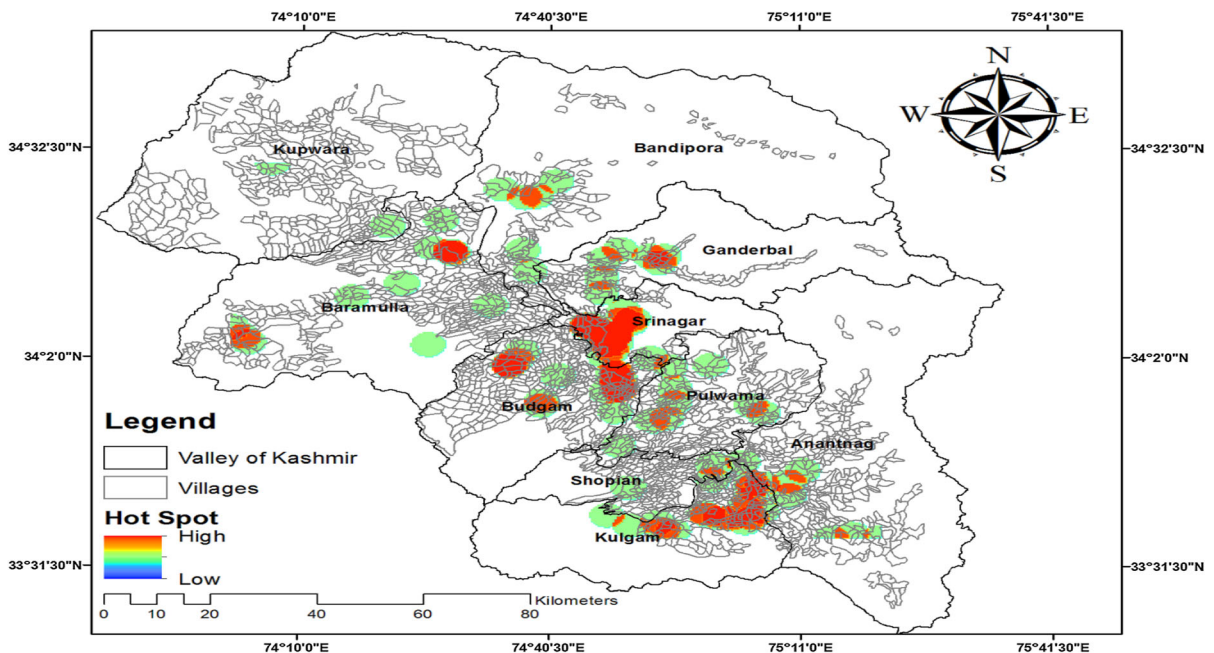 74°10'0"E 74°40'30"E 75°11'0"E 75°41'30"E
N
W E
S
34°32'30"N 34°32'30"N
Kupwara
Bandipora
Ganderbal
Baramulla
Srinagar
34°2'0"N 34°2'0"N
Budgam
Pulwama
Anantnag
Shopian
Kulgam
Legend
Valley of Kashmir
Villages
Hot Spot
High
Low
33°31'30"N 33°31'30"N
Kilometers
0 10 20 40 60 80
74°10'0"E 74°40'30"E 75°11'0"E 75°41'30"E